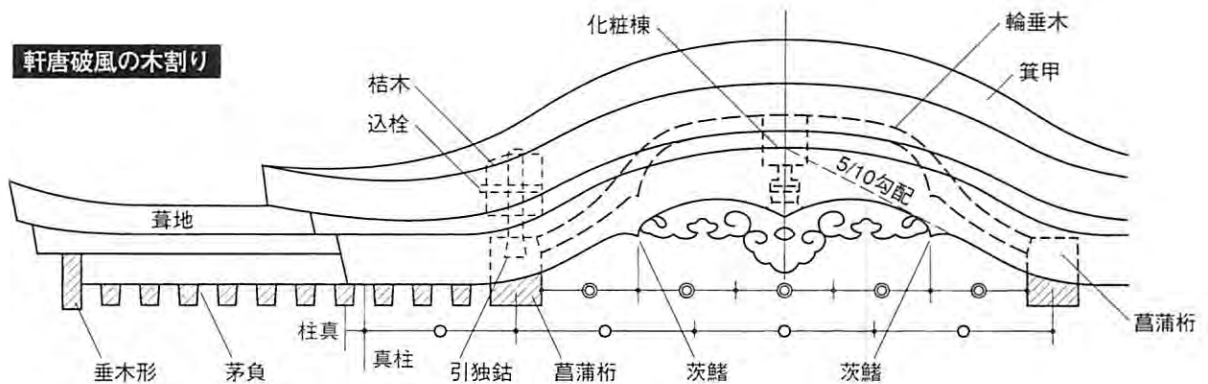 軒唐破風の木割り
化粧棟
輪垂木
箕甲
桔木
込栓
5/10勾配
葺地
柱真
真柱
垂木形
茅負
引独鈷
菖蒲桁
茨鰭
茨鰭
菖蒲桁